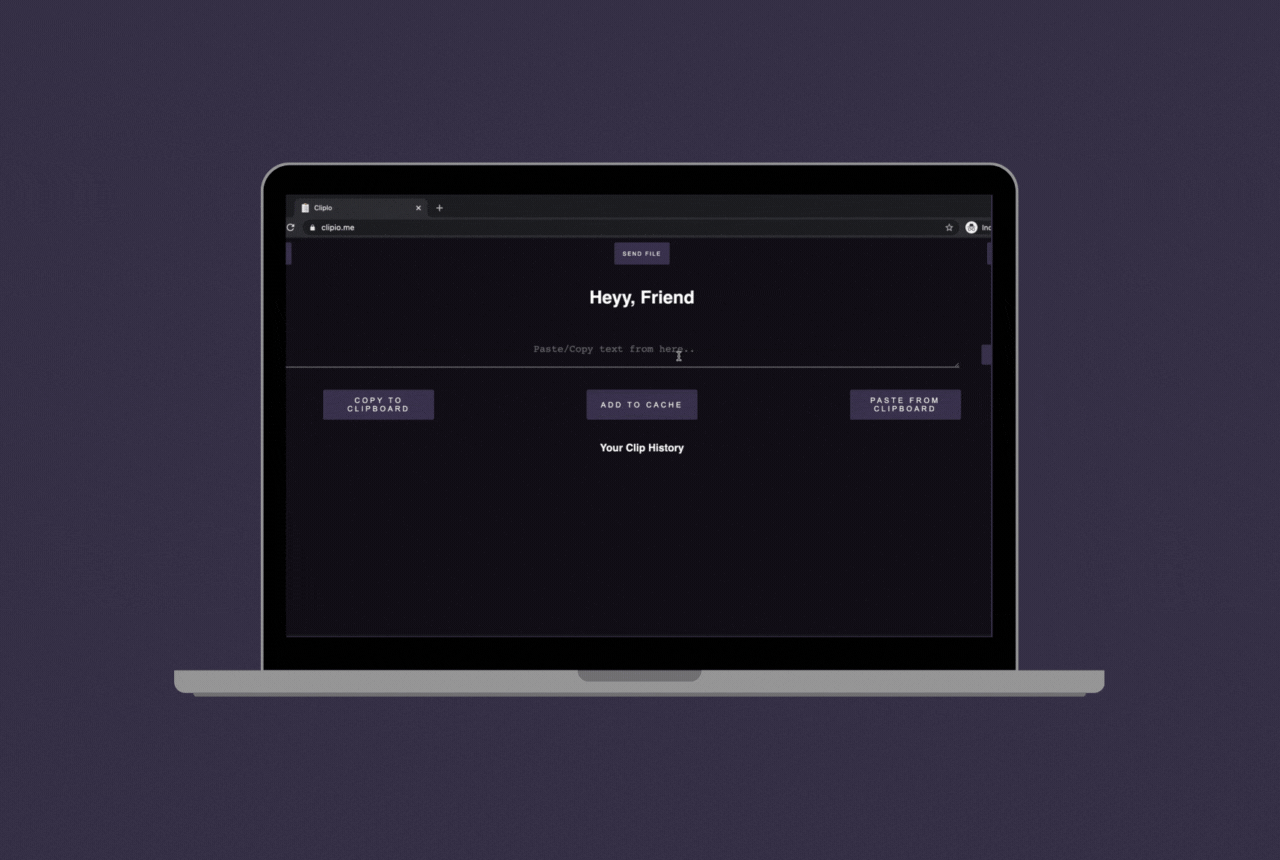 Clipio
clipio.me
SEND FILE
Heyy, Friend
Paste/Copy text from here..
COPY TO
CLIPBOARD
ADD TO CACHE
PASTE FROM
CLIPBOARD
Your Clip History